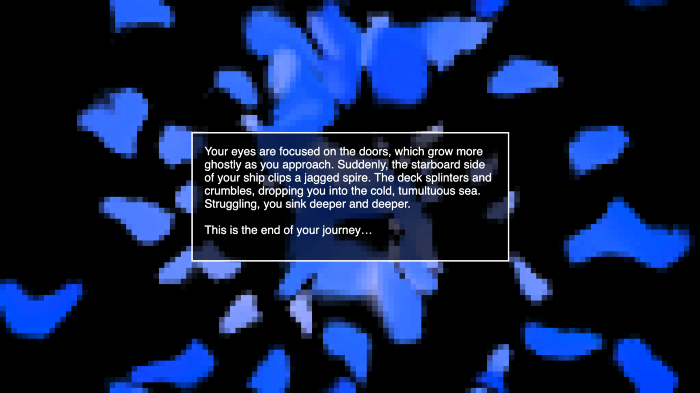 Your eyes are focused on the doors, which grow more
ghostly as you approach. Suddenly, the starboard side
of your ship clips a jagged spire. The deck splinters and
crumbles, dropping you into the cold, tumultuous sea.
Struggling, you sink deeper and deeper.
This is the end of your journey…